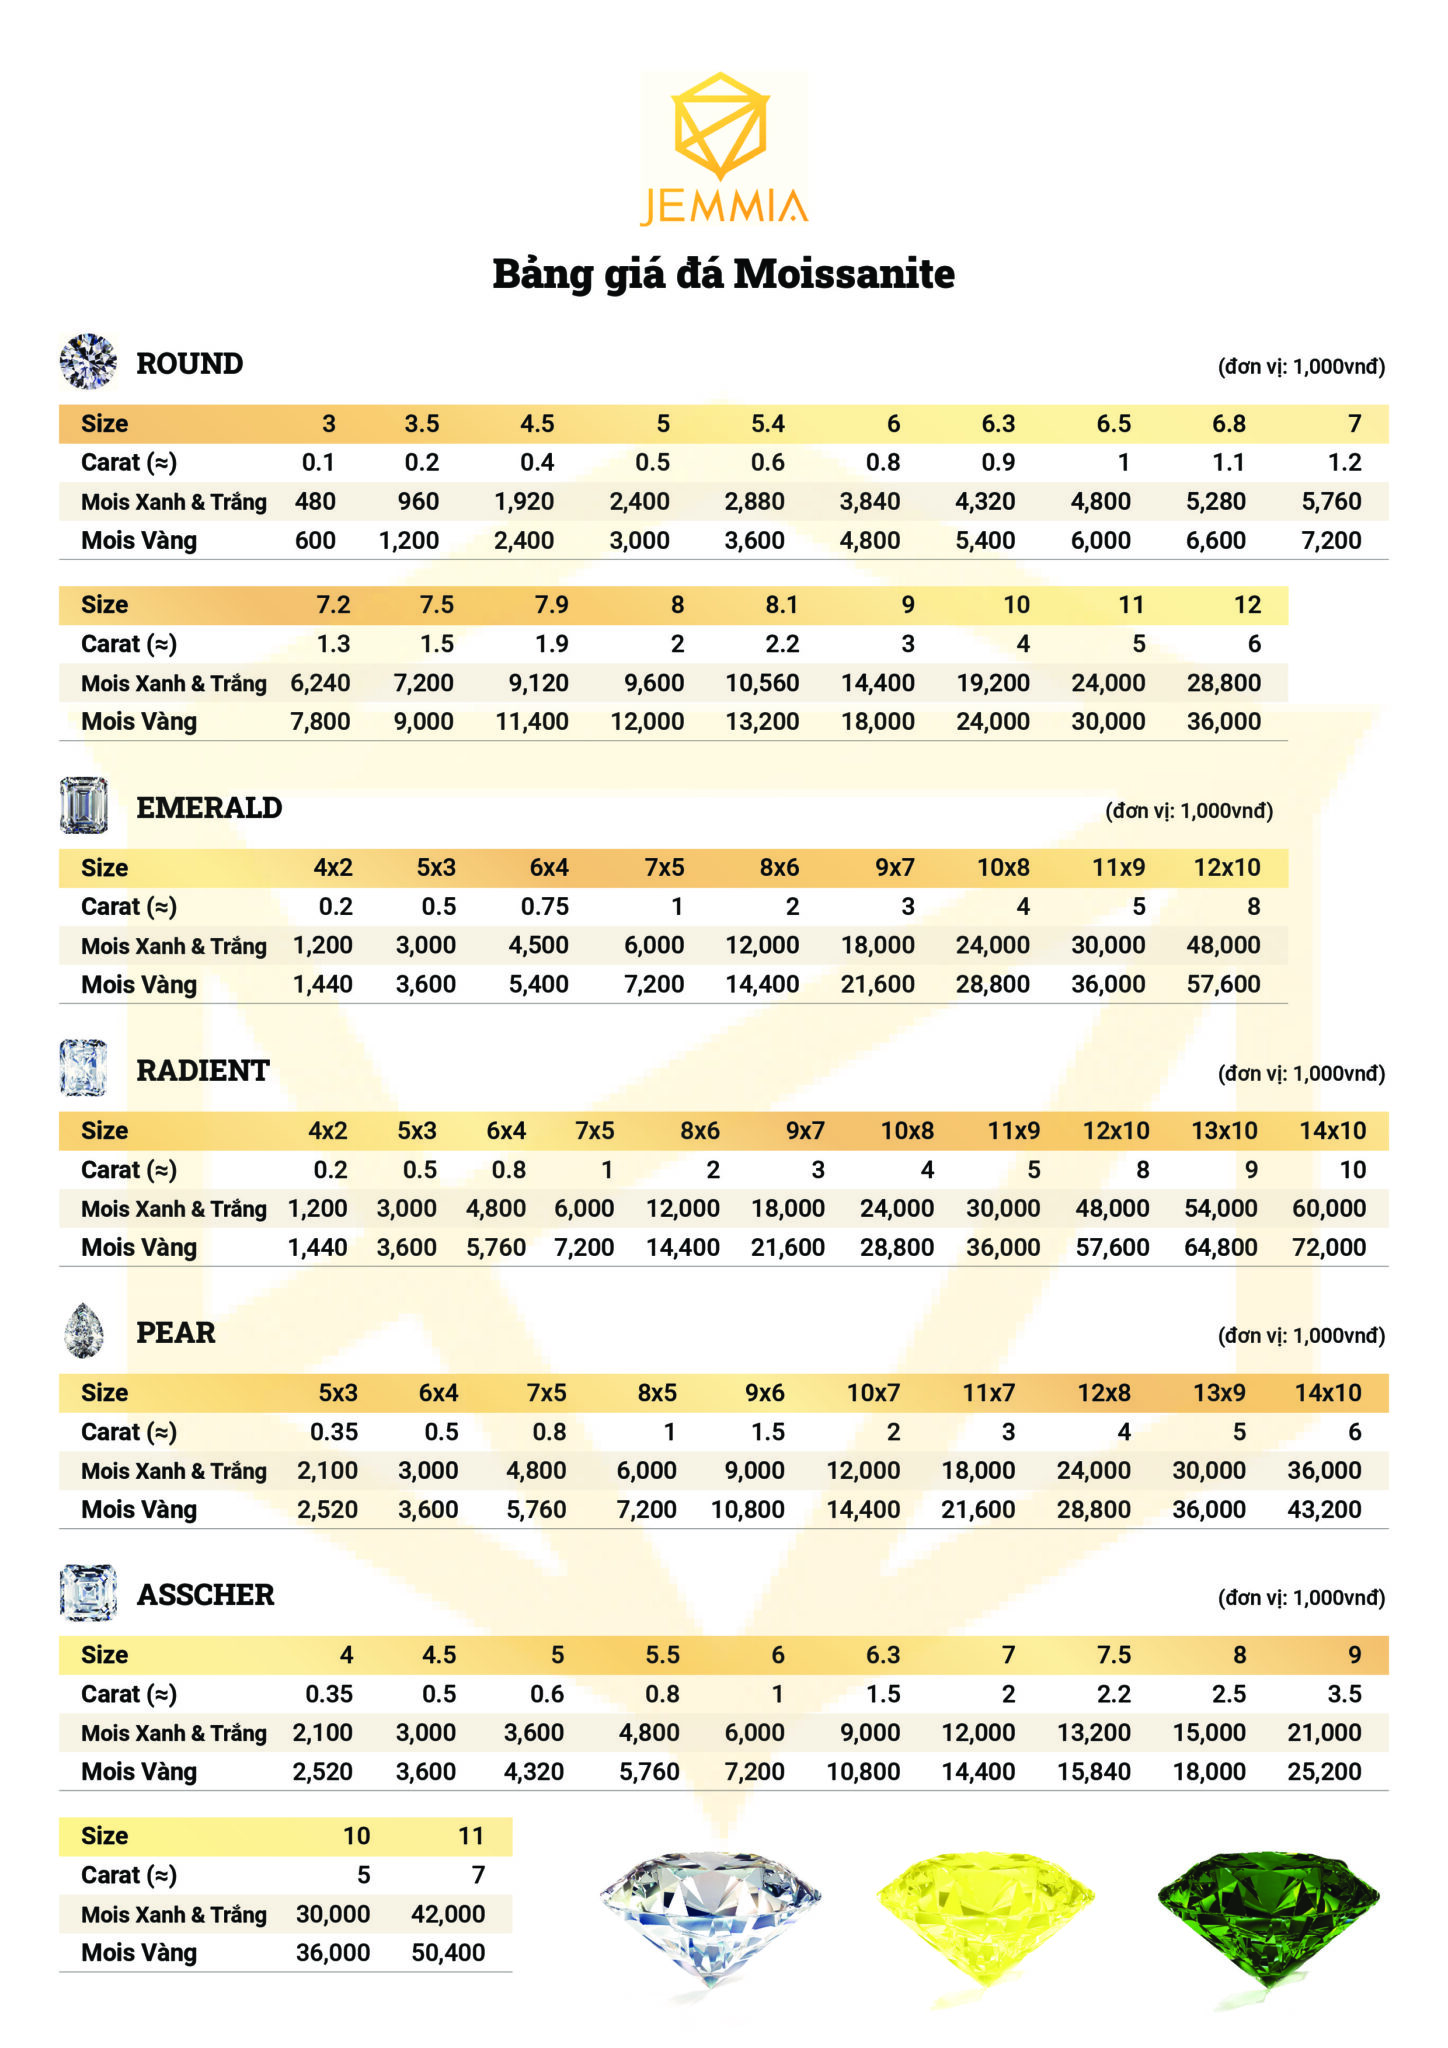 JEMMIA
Bảng giá đá Moissanite
ROUND (đơn vị: 1,000vnđ)
Size 3 3.5 4.5 5 5.4 6 6.3 6.5 6.8 7
Carat (≈) 0.1 0.2 0.4 0.5 0.6 0.8 0.9 1 1.1 1.2
Mois Xanh & Trắng 480 960 1,920 2,400 2,880 3,840 4,320 4,800 5,280 5,760
Mois Vàng 600 1,200 2,400 3,000 3,600 4,800 5,400 6,000 6,600 7,200
Size 7.2 7.5 7.9 8 8.1 9 10 11 12
Carat (≈) 1.3 1.5 1.9 2 2.2 3 4 5 6
Mois Xanh & Trắng 6,240 7,200 9,120 9,600 10,560 14,400 19,200 24,000 28,800
Mois Vàng 7,800 9,000 11,400 12,000 13,200 18,000 24,000 30,000 36,000
EMERALD (đơn vị: 1,000vnđ)
Size 4x2 5x3 6x4 7x5 8x6 9x7 10x8 11x9 12x10
Carat (≈) 0.2 0.5 0.75 1 2 3 4 5 8
Mois Xanh & Trắng 1,200 3,000 4,500 6,000 12,000 18,000 24,000 30,000 48,000
Mois Vàng 1,440 3,600 5,400 7,200 14,400 21,600 28,800 36,000 57,600
RADIENT (đơn vị: 1,000vnđ)
Size 4x2 5x3 6x4 7x5 8x6 9x7 10x8 11x9 12x10 13x10 14x10
Carat (≈) 0.2 0.5 0.8 1 2 3 4 5 8 9 10
Mois Xanh & Trắng 1,200 3,000 4,800 6,000 12,000 18,000 24,000 30,000 48,000 54,000 60,000
Mois Vàng 1,440 3,600 5,760 7,200 14,400 21,600 28,800 36,000 57,600 64,800 72,000
PEAR (đơn vị: 1,000vnđ)
Size 5x3 6x4 7x5 8x5 9x6 10x7 11x7 12x8 13x9 14x10
Carat (≈) 0.35 0.5 0.8 1 1.5 2 3 4 5 6
Mois Xanh & Trắng 2,100 3,000 4,800 6,000 9,000 12,000 18,000 24,000 30,000 36,000
Mois Vàng 2,520 3,600 5,760 7,200 10,800 14,400 21,600 28,800 36,000 43,200
ASSCHER (đơn vị: 1,000vnđ)
Size 4 4.5 5 5.5 6 6.3 7 7.5 8 9
Carat (≈) 0.35 0.5 0.6 0.8 1 1.5 2 2.2 2.5 3.5
Mois Xanh & Trắng 2,100 3,000 3,600 4,800 6,000 9,000 12,000 13,200 15,000 21,000
Mois Vàng 2,520 3,600 4,320 5,760 7,200 10,800 14,400 15,840 18,000 25,200
Size 10 11
Carat (≈) 5 7
Mois Xanh & Trắng 30,000 42,000
Mois Vàng 36,000 50,400